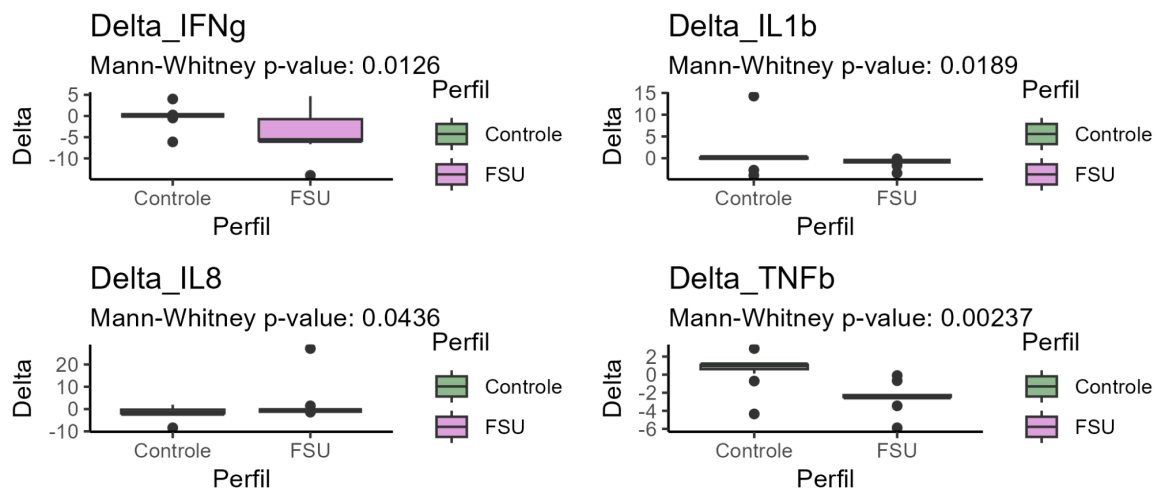 Delta_IFNg
Mann-Whitney p-value: 0.0126
Delta
5
0
-5
-10
Controle
FSU
Perfil
Perfil
Controle
FSU
Delta_IL1b
Mann-Whitney p-value: 0.0189
Delta
15
10
5
0
Controle
FSU
Perfil
Perfil
Controle
FSU
Delta_IL8
Mann-Whitney p-value: 0.0436
Delta
20
10
0
-10
Controle
FSU
Perfil
Perfil
Controle
FSU
Delta_TNFb
Mann-Whitney p-value: 0.00237
Delta
2
0
-2
-4
-6
Controle
FSU
Perfil
Perfil
Controle
FSU